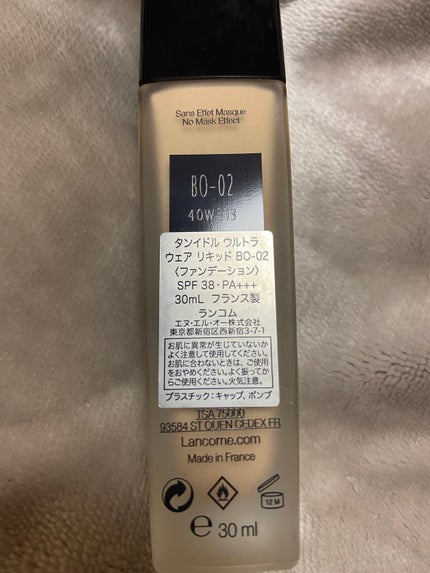 Sans Effet Masque
No Mask Effect
BO-02
タンイドル ウルトラ
ウェア リキッド BO-02
〈ファンデーション〉
SPF 38・PA+++
30mL フランス製
ランコム
エヌ・エル・オー株式会社
東京都新宿区西新宿3-7-1
お肌に異常が生じていないか
よく注意して使用してください。
お肌に合わないときは、ご使用
をおやめください。よく振ってか
らご使用ください。火気注意。
プラスチック：キャップ、ポンプ
TSA 75000
93584 ST OUEN CEDEX FR
Lancome.com
Made in France
12 M
e 30 ml